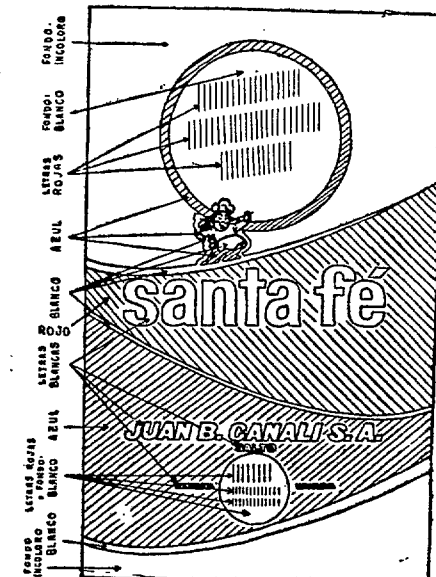 FONDO:
INCOLORO
FONDO:
BLANCO
LETRAS
ROJAS
AZUL
BLANCO
santa fé
ROJO
LETRAS
BLANCAS
AZUL
JUAN B. CANALI S.A.
SALTO
LETRAS ROJAS
FONDO:
BLANCO
BLANCO
FONDO
INCOLORO